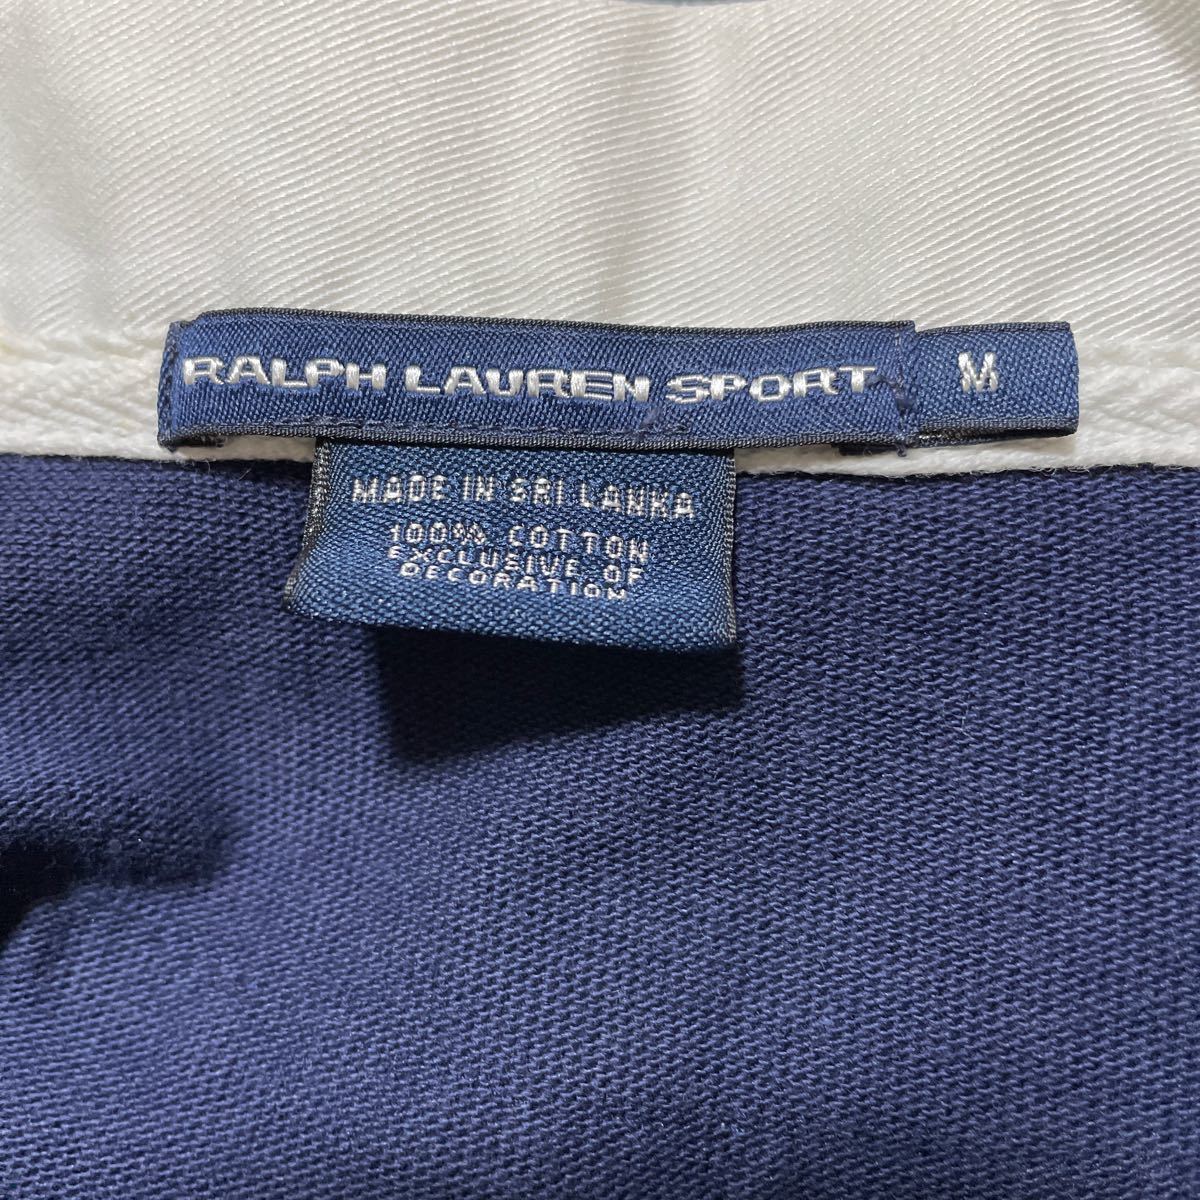 RALPH LAUREN SPORT
M
MADE IN SRI LANKA
100% COTTON
EXCLUSIVE OF
DECORATION